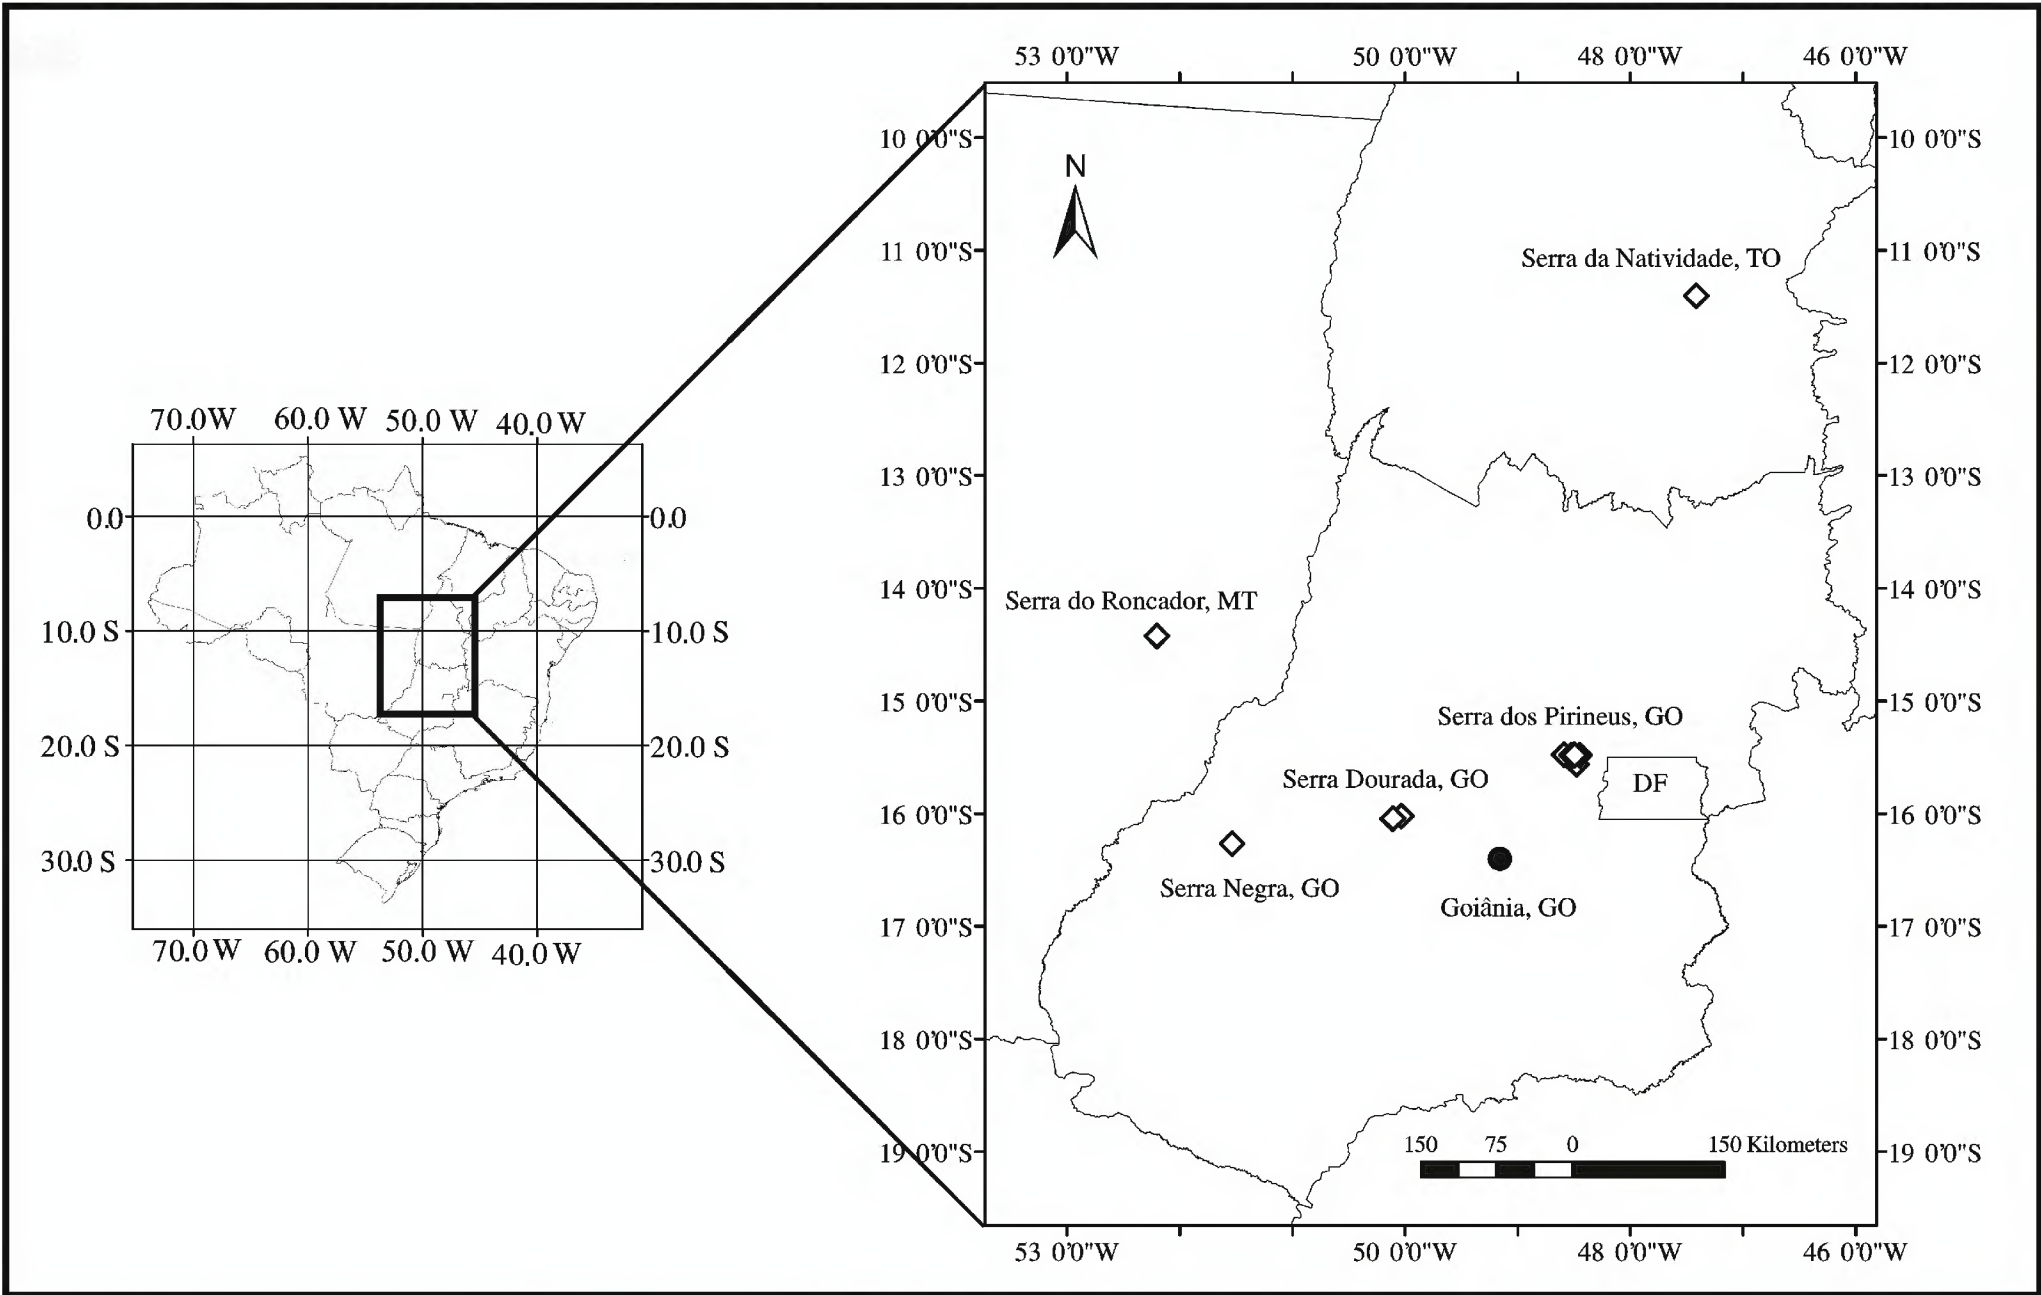 53 0'0"W 50 0'0"W 48 0'0"W 46 0'0"W
10 0'0"S 10 0'0"S
N
11 0'0"S 11 0'0"S
Serra da Natividade, TO
12 0'0"S 12 0'0"S
70.0W 60.0 W 50.0 W 40.0 W
13 0'0"S 13 0'0"S
0.0 0.0
14 0'0"S 14 0'0"S
Serra do Roncador, MT
10.0 S 10.0 S
15 0'0"S 15 0'0"S
Serra dos Pirineus, GO
20.0 S 20.0 S
Serra Dourada, GO
DF
16 0'0"S 16 0'0"S
30.0 S 30.0 S
Serra Negra, GO
Goiânia, GO
17 0'0"S 17 0'0"S
70.0 W 60.0 W 50.0 W 40.0 W
18 0'0"S 18 0'0"S
150 75 0 150 Kilometers
19 0'0"S 19 0'0"S
53 0'0"W 50 0'0"W 48 0'0"W 46 0'0"W